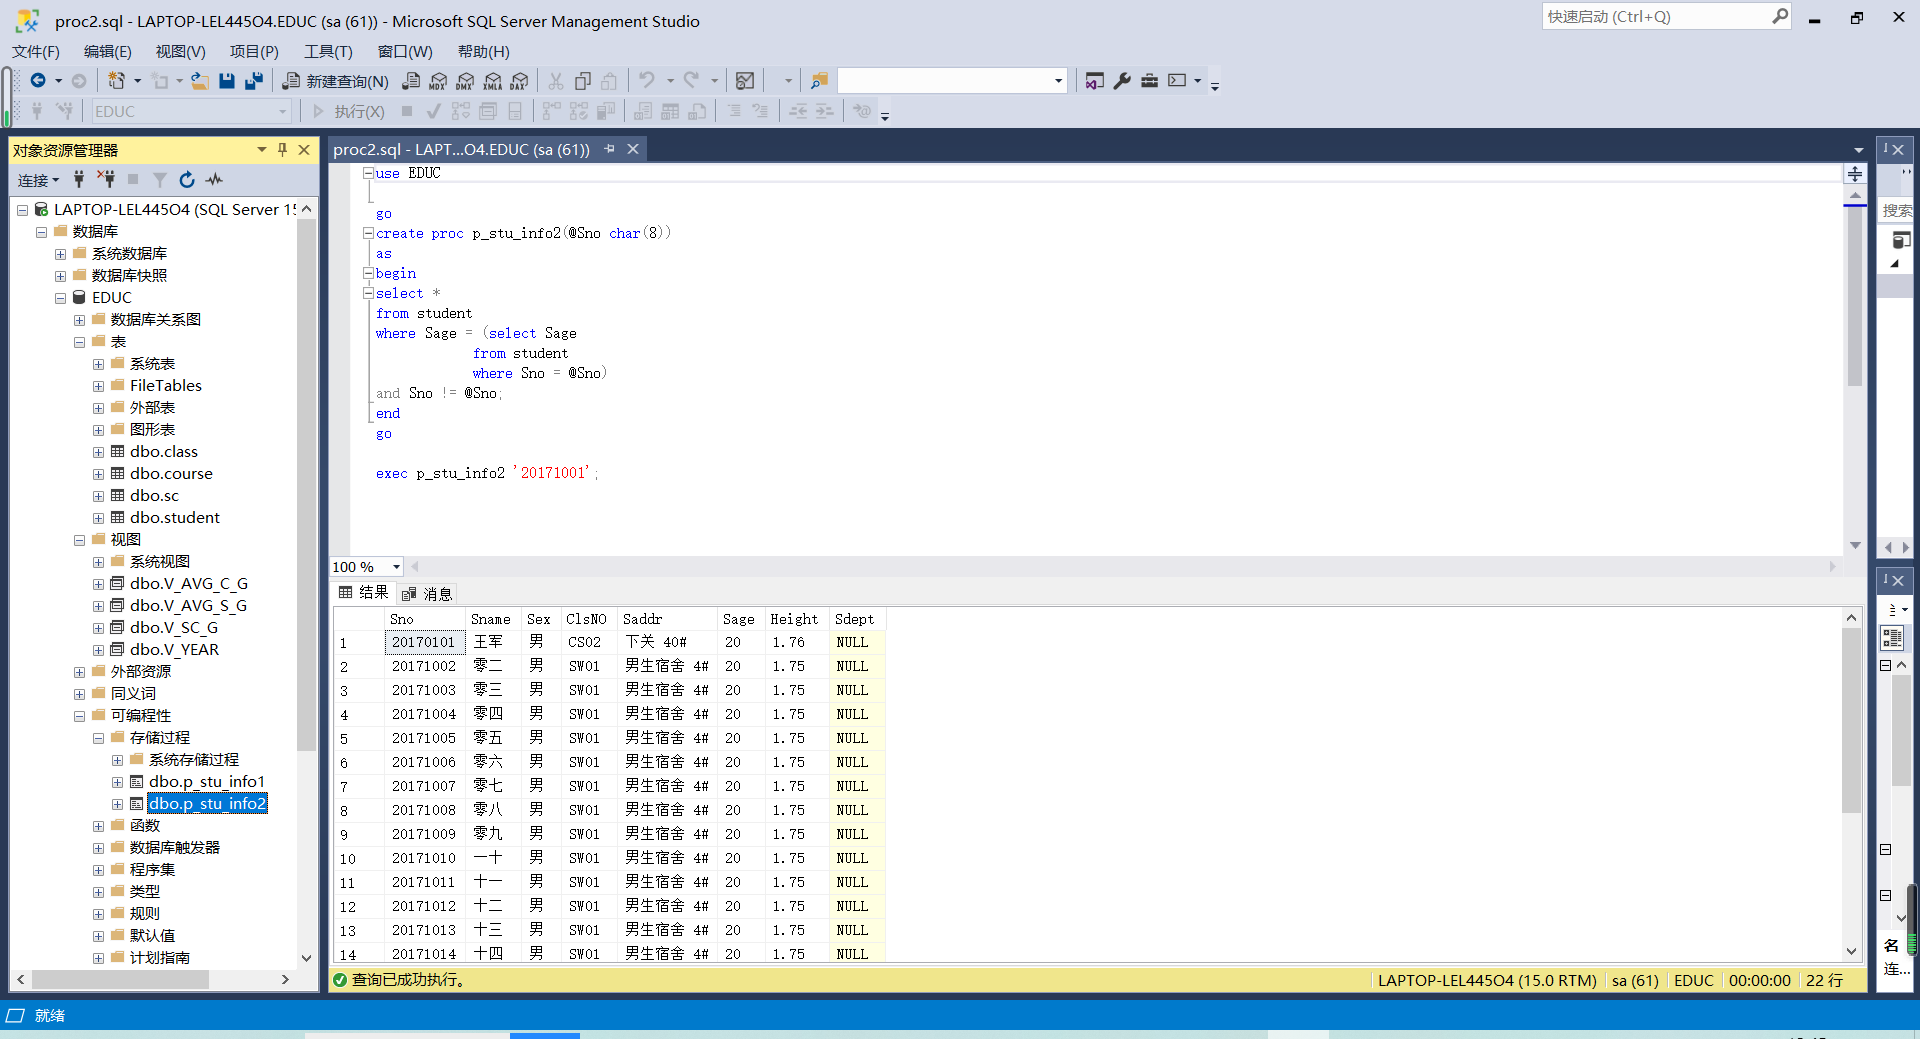 proc2.sql - LAPTOP-LEL445O4.EDUC (sa (61)) - Microsoft SQL Server Management Studio
快速启动 (Ctrl+Q)
文件(F) 编辑(E) 视图(V) 项目(P) 工具(T) 窗口(W) 帮助(H)
新建查询(N) MDX DMX XMLA DAX
EDUC 执行(X)
对象资源管理器
连接
LAPTOP-LEL445O4 (SQL Server 15
数据库
系统数据库
数据库快照
EDUC
数据库关系图
表
系统表
FileTables
外部表
图形表
dbo.class
dbo.course
dbo.sc
dbo.student
视图
系统视图
dbo.V_AVG_C_G
dbo.V_AVG_S_G
dbo.V_SC_G
dbo.V_YEAR
外部资源
同义词
可编程性
存储过程
系统存储过程
dbo.p_stu_info1
dbo.p_stu_info2
函数
数据库触发器
程序集
类型
规则
默认值
计划指南
proc2.sql - LAPT...O4.EDUC (sa (61))
use EDUC
go
create proc p_stu_info2(@Sno char(8))
as
begin
select *
from student
where Sage = (select Sage
from student
where Sno = @Sno)
and Sno != @Sno;
end
go
exec p_stu_info2 '20171001';
100 %
结果 消息
Sno Sname Sex ClsNO Saddr Sage Height Sdept
1 20170101 王军 男 CS02 下关 40# 20 1.76 NULL
2 20171002 零二 男 SW01 男生宿舍 4# 20 1.75 NULL
3 20171003 零三 男 SW01 男生宿舍 4# 20 1.75 NULL
4 20171004 零四 男 SW01 男生宿舍 4# 20 1.75 NULL
5 20171005 零五 男 SW01 男生宿舍 4# 20 1.75 NULL
6 20171006 零六 男 SW01 男生宿舍 4# 20 1.75 NULL
7 20171007 零七 男 SW01 男生宿舍 4# 20 1.75 NULL
8 20171008 零八 男 SW01 男生宿舍 4# 20 1.75 NULL
9 20171009 零九 男 SW01 男生宿舍 4# 20 1.75 NULL
10 20171010 一十 男 SW01 男生宿舍 4# 20 1.75 NULL
11 20171011 十一 男 SW01 男生宿舍 4# 20 1.75 NULL
12 20171012 十二 男 SW01 男生宿舍 4# 20 1.75 NULL
13 20171013 十三 男 SW01 男生宿舍 4# 20 1.75 NULL
14 20171014 十四 男 SW01 男生宿舍 4# 20 1.75 NULL
查询已成功执行。
LAPTOP-LEL445O4 (15.0 RTM) sa (61) EDUC 00:00:00 22 行
搜索
名
连...
就绪